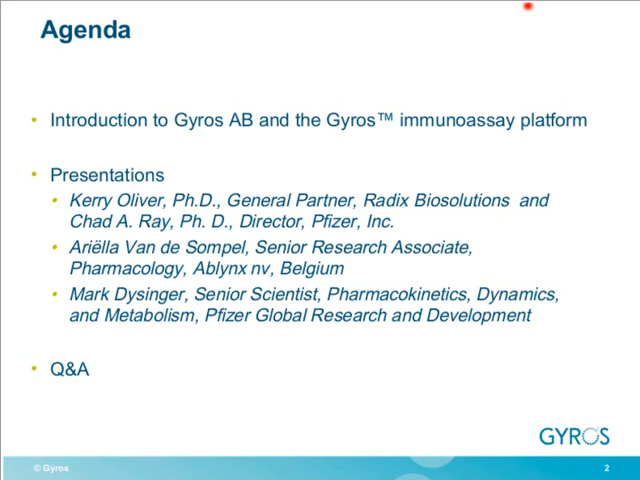 Agenda
• Introduction to Gyros AB and the Gyros™ immunoassay platform
• Presentations
• Kerry Oliver, Ph.D., General Partner, Radix Biosolutions and
Chad A. Ray, Ph. D., Director, Pfizer, Inc.
• Ariëlla Van de Sompel, Senior Research Associate,
Pharmacology, Ablynx nv, Belgium
• Mark Dysinger, Senior Scientist, Pharmacokinetics, Dynamics,
and Metabolism, Pfizer Global Research and Development
• Q&A
GYROS
© Gyros
2